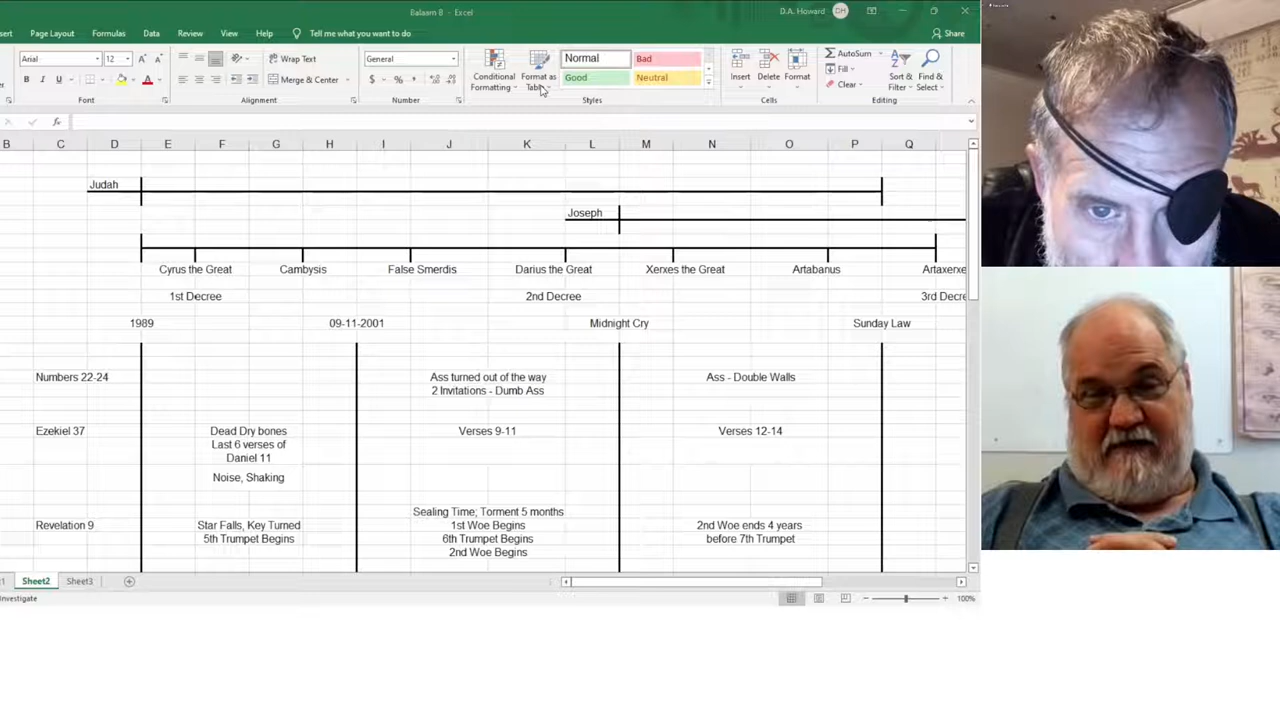 Balaam B - Excel
D.A. Howard DH
sert Page Layout Formulas Data Review View Help Tell me what you want to do Share
Arial 12 A A Wrap Text General Normal Bad AutoSum
B I U A Merge & Center $ % , Conditional Formatting Format as Table Good Neutral Insert Delete Format Fill Clear Sort & Filter Find & Select
Font Alignment Number Styles Cells Editing
fx
B C D E F G H I J K L M N O P Q
Judah
Joseph
Cyrus the Great Cambysis False Smerdis Darius the Great Xerxes the Great Artabanus Artaxerxe
1st Decree 2nd Decree 3rd Decre
1989 09-11-2001 Midnight Cry Sunday Law
Numbers 22-24 Ass turned out of the way Ass - Double Walls
2 Invitations - Dumb Ass
Ezekiel 37 Dead Dry bones Verses 9-11 Verses 12-14
Last 6 verses of
Daniel 11
Noise, Shaking
Sealing Time; Torment 5 months
Revelation 9 Star Falls, Key Turned 1st Woe Begins 2nd Woe ends 4 years
5th Trumpet Begins 6th Trumpet Begins before 7th Trumpet
2nd Woe Begins
1 Sheet2 Sheet3
Investigate 100%